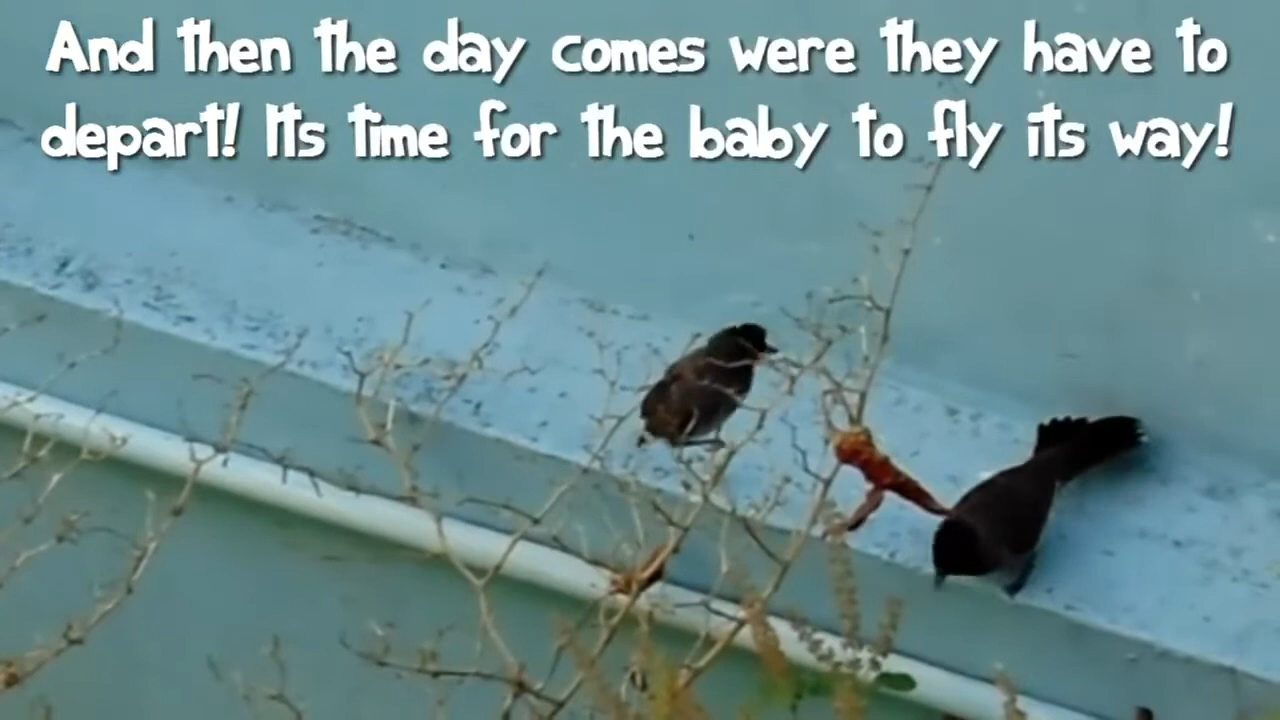 And then the day comes were they have to
depart! Its time for the baby to fly its way!